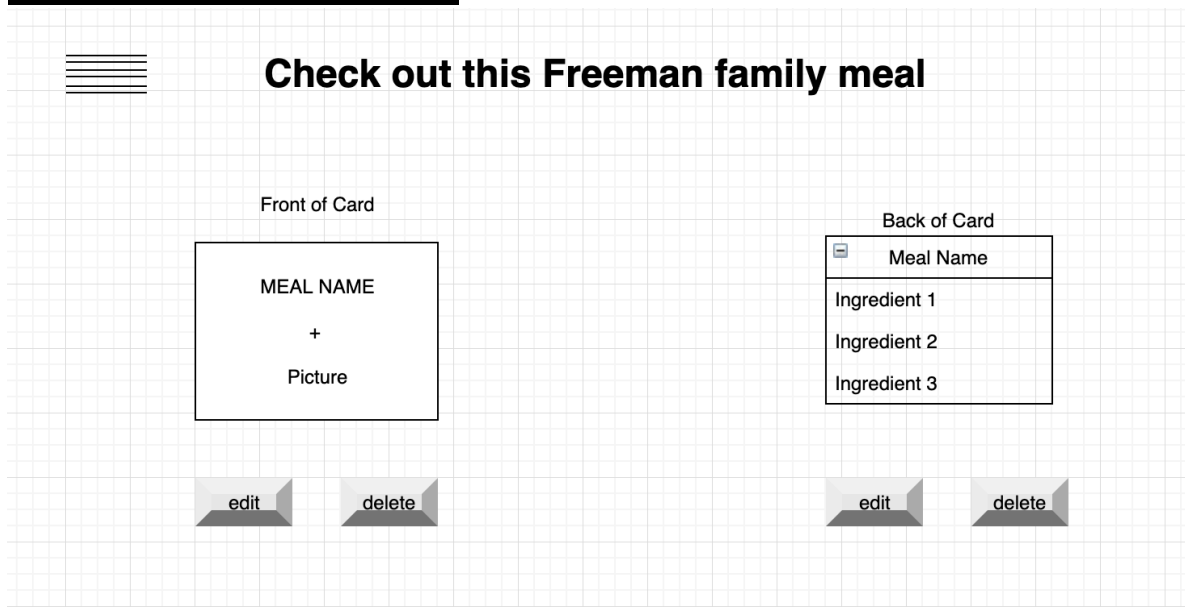 Check out this Freeman family meal
Front of Card
MEAL NAME
+
Picture
edit delete
Back of Card
Meal Name
Ingredient 1
Ingredient 2
Ingredient 3
edit delete